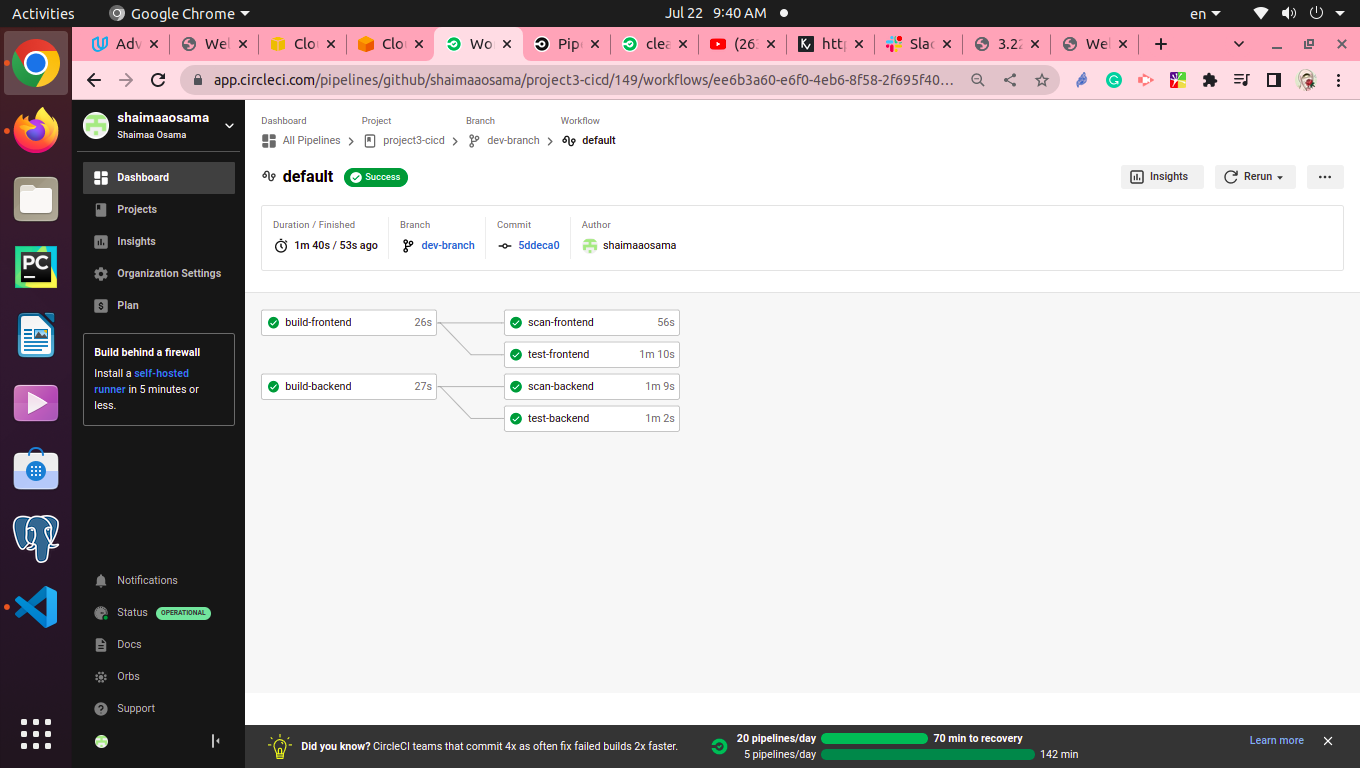 Activities
Google Chrome
Jul 22 9:40 AM
en
Adv
Wel
Clou
Clou
Wo
Pipe
clea
(26
http
Slac
3.22
Wel
app.circleci.com/pipelines/github/shaimaaosama/project3-cicd/149/workflows/ee6b3a60-e6f0-4eb6-8f58-2f695f40...
shaimaaosama
Shaimaa Osama
Dashboard
Projects
Insights
Organization Settings
Plan
Build behind a firewall
Install a self-hosted
runner in 5 minutes or
less.
Notifications
Status OPERATIONAL
Docs
Orbs
Support
Dashboard Project Branch Workflow
All Pipelines project3-cicd dev-branch default
default Success
Insights Rerun
Duration / Finished Branch Commit Author
1m 40s / 53s ago dev-branch 5ddeca0 shaimaaosama
build-frontend 26s scan-frontend 56s
test-frontend 1m 10s
build-backend 27s scan-backend 1m 9s
test-backend 1m 2s
Did you know? CircleCI teams that commit 4x as often fix failed builds 2x faster.
20 pipelines/day 70 min to recovery
5 pipelines/day 142 min
Learn more
PC